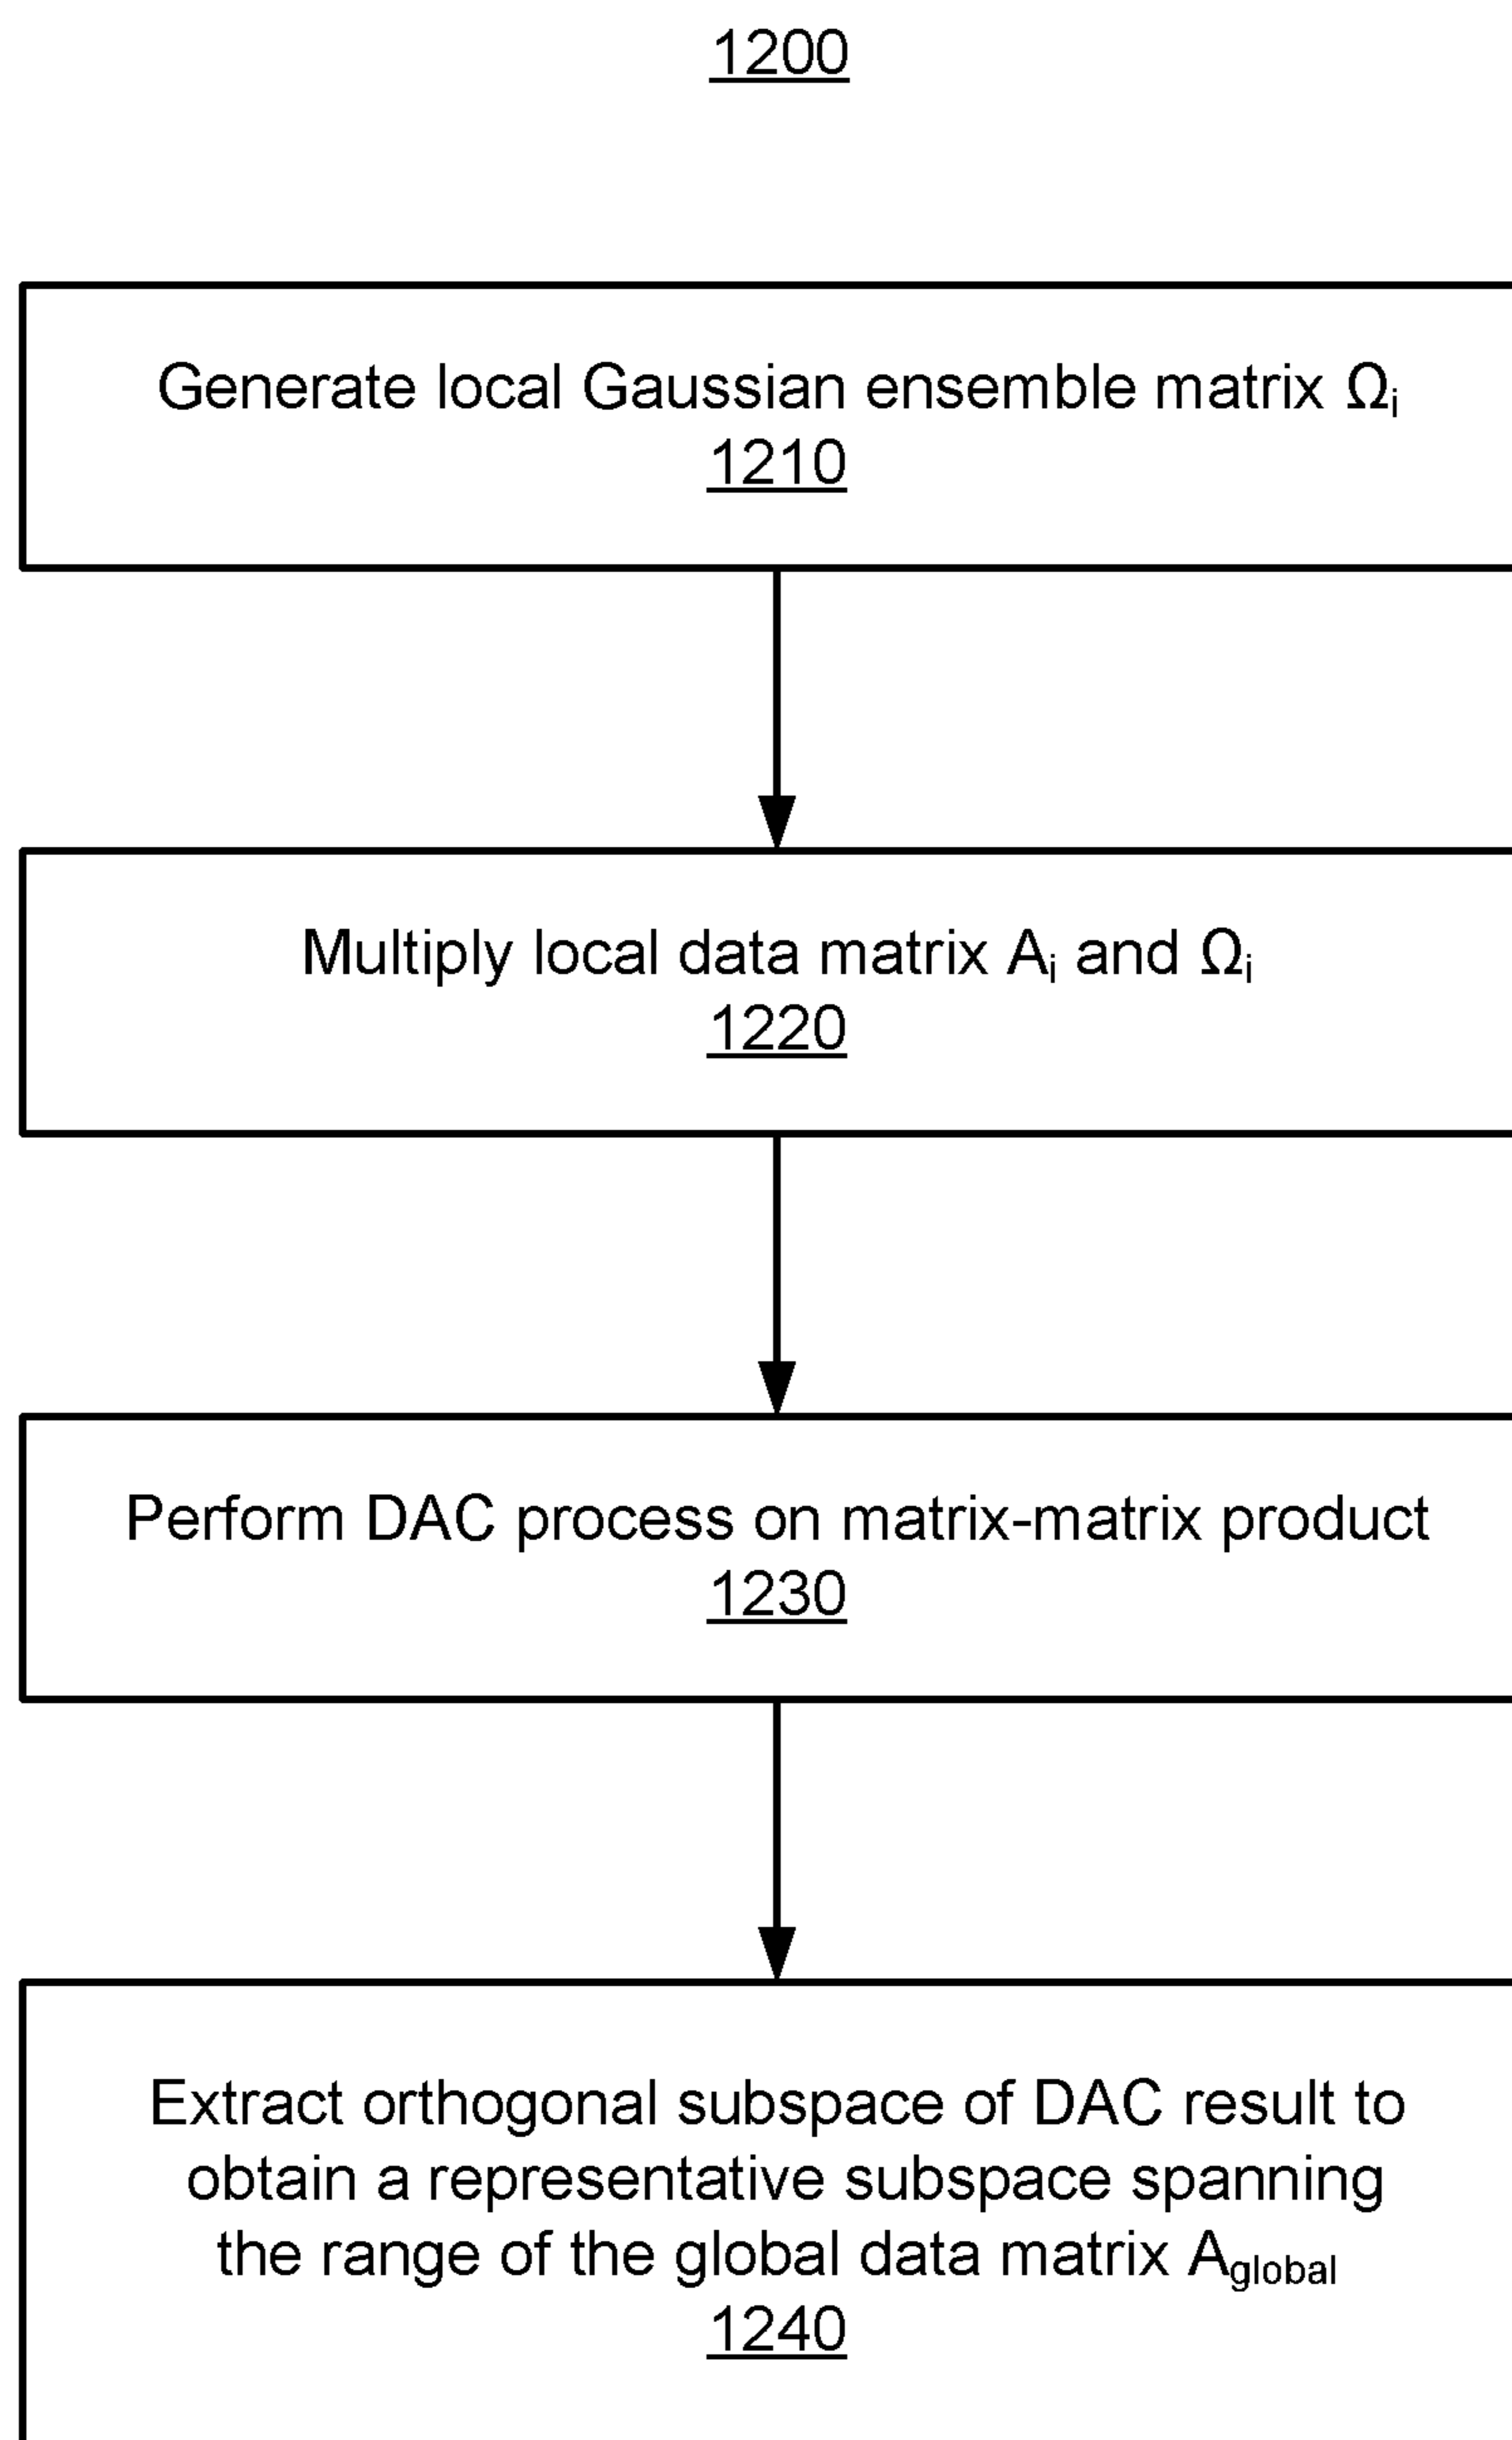 1200
Generate local Gaussian ensemble matrix Ωᵢ
1210
Multiply local data matrix Aᵢ and Ωᵢ
1220
Perform DAC process on matrix-matrix product
1230
Extract orthogonal subspace of DAC result to
obtain a representative subspace spanning
the range of the global data matrix A_global
1240